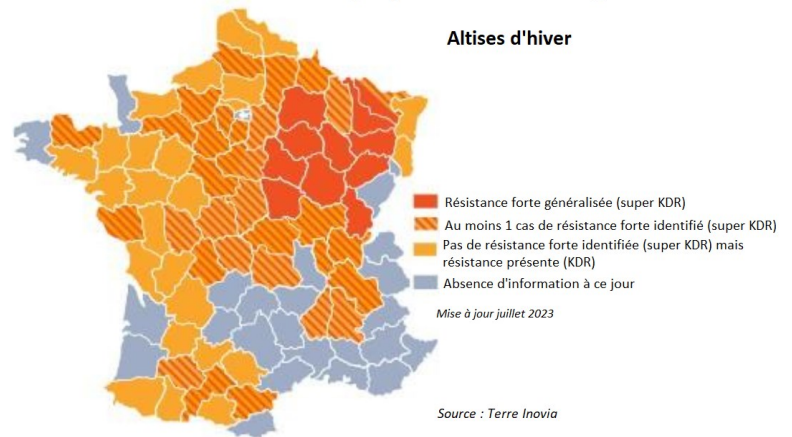 Altises d'hiver
Résistance forte généralisée (super KDR)
Au moins 1 cas de résistance forte identifié (super KDR)
Pas de résistance forte identifiée (super KDR) mais
résistance présente (KDR)
Absence d'information à ce jour
Mise à jour juillet 2023
Source : Terre Inovia